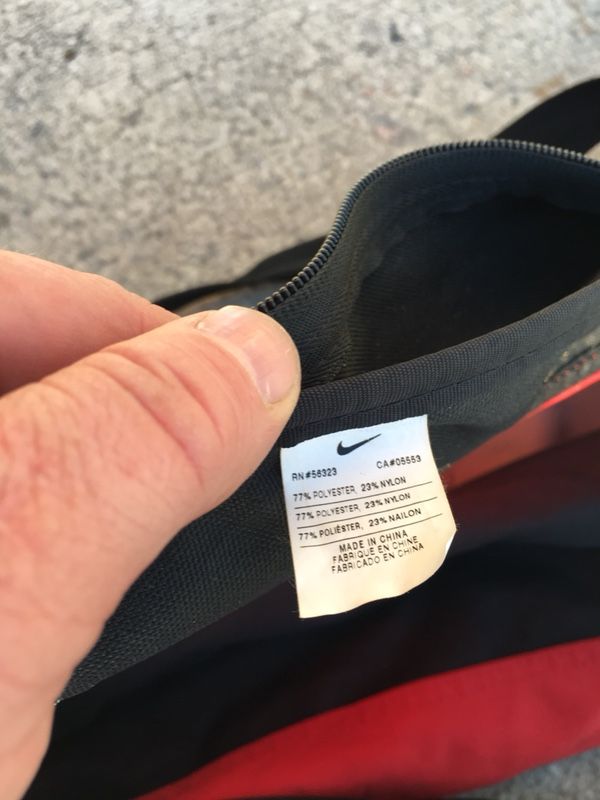 RN#56323 CA#05553
77% POLYESTER, 23% NYLON
77% POLYESTER, 23% NYLON
77% POLIÉSTER, 23% NAILON
MADE IN CHINA
FABRIQUE EN CHINE
FABRICADO EN CHINA